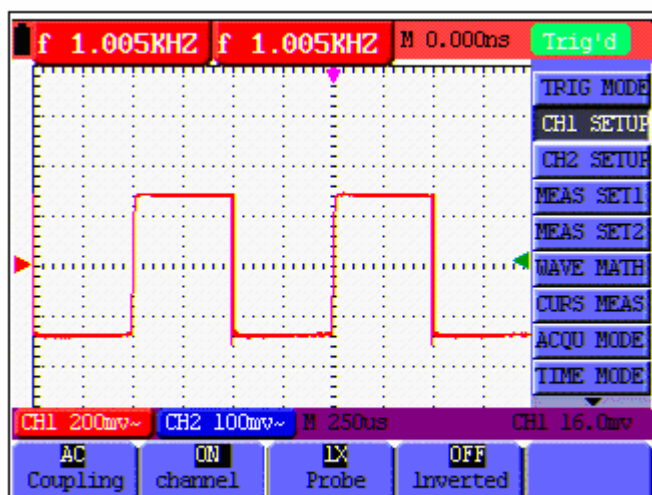 f 1.005KHZ f 1.005KHZ M 0.000ns Trig'd
TRIG MODE
CH1 SETUP
CH2 SETUP
MEAS SET1
MEAS SET2
WAVE MATH
CURS MEAS
ACQU MODE
TIME MODE
CH1 200mv~ CH2 100mv~ M 250us CH1 16.0mv
AC ON 1X OFF
Coupling channel Probe Inverted